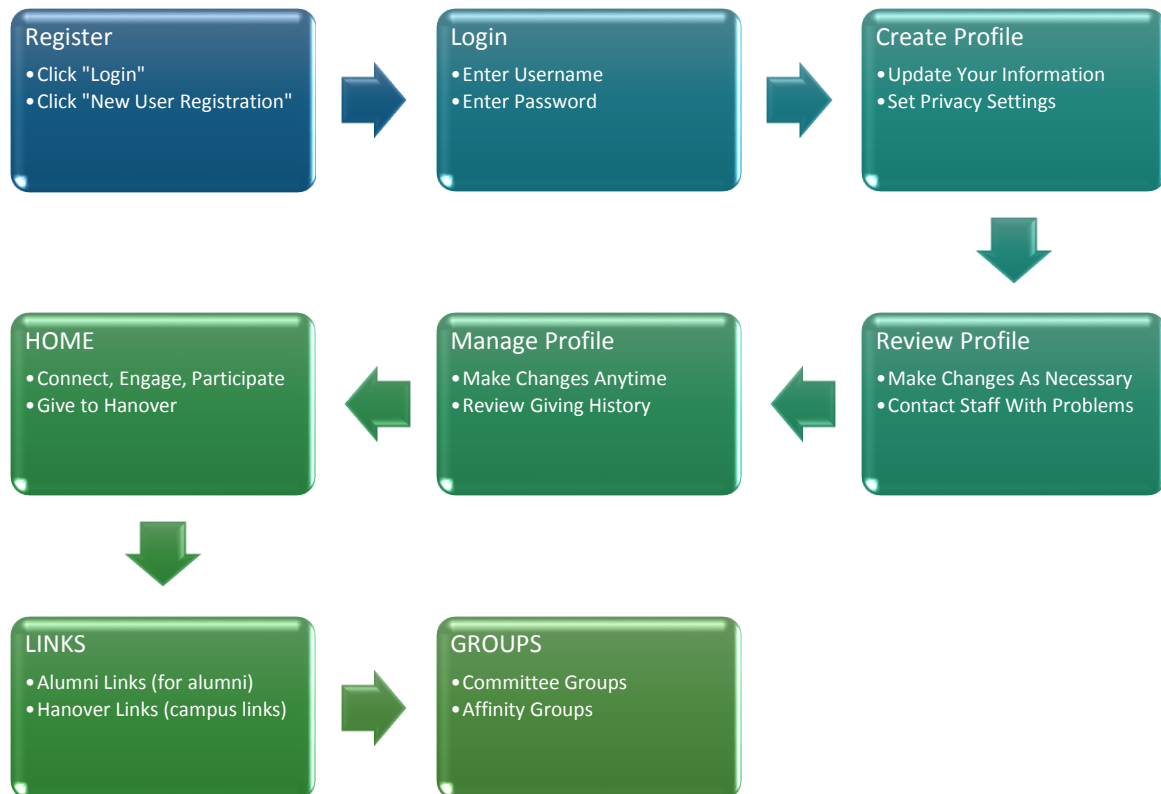 Register
•Click "Login"
•Click "New User Registration"
Login
•Enter Username
•Enter Password
Create Profile
•Update Your Information
•Set Privacy Settings
Review Profile
•Make Changes As Necessary
•Contact Staff With Problems
Manage Profile
•Make Changes Anytime
•Review Giving History
HOME
•Connect, Engage, Participate
•Give to Hanover
LINKS
•Alumni Links (for alumni)
•Hanover Links (campus links)
GROUPS
•Committee Groups
•Affinity Groups